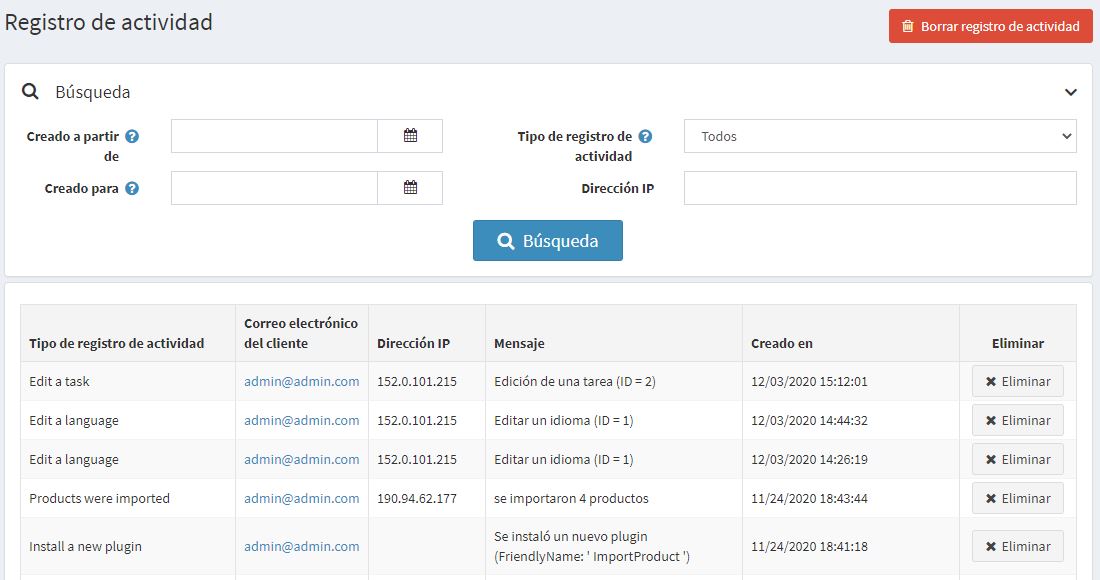 Registro de actividad
Borrar registro de actividad
Búsqueda
Creado a partir de
Tipo de registro de actividad
Todos
Creado para
Dirección IP
Búsqueda
Tipo de registro de actividad Correo electrónico del cliente Dirección IP Mensaje Creado en Eliminar
Edit a task admin@admin.com 152.0.101.215 Edición de una tarea (ID = 2) 12/03/2020 15:12:01 Eliminar
Edit a language admin@admin.com 152.0.101.215 Editar un idioma (ID = 1) 12/03/2020 14:44:32 Eliminar
Edit a language admin@admin.com 152.0.101.215 Editar un idioma (ID = 1) 12/03/2020 14:26:19 Eliminar
Products were imported admin@admin.com 190.94.62.177 se importaron 4 productos 11/24/2020 18:43:44 Eliminar
Install a new plugin admin@admin.com Se instaló un nuevo plugin (FriendlyName: ' ImportProduct ') 11/24/2020 18:41:18 Eliminar